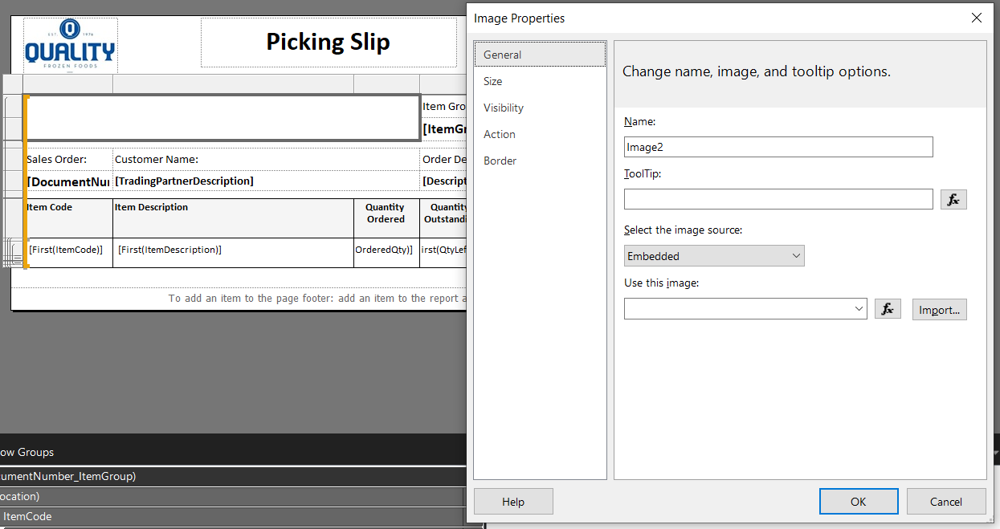 EST. 1976
QUALITY
FROZEN FOODS
Picking Slip
Item Gro
[ItemGr
Sales Order:
Customer Name:
Order De
[DocumentNur
[TradingPartnerDescription]
[Descript
Item Code
Item Description
Quantity
Ordered
Quantity
Outstandi
[First(ItemCode)]
[First(ItemDescription)]
OrderedQty)]
irst(QtyLef
To add an item to the page footer: add an item to the report a
ow Groups
cumentNumber_ItemGroup)
ocation)
ItemCode
Image Properties
General
Size
Visibility
Action
Border
Change name, image, and tooltip options.
Name:
Image2
ToolTip:
fx
Select the image source:
Embedded
Use this image:
fx
Import...
Help
OK
Cancel